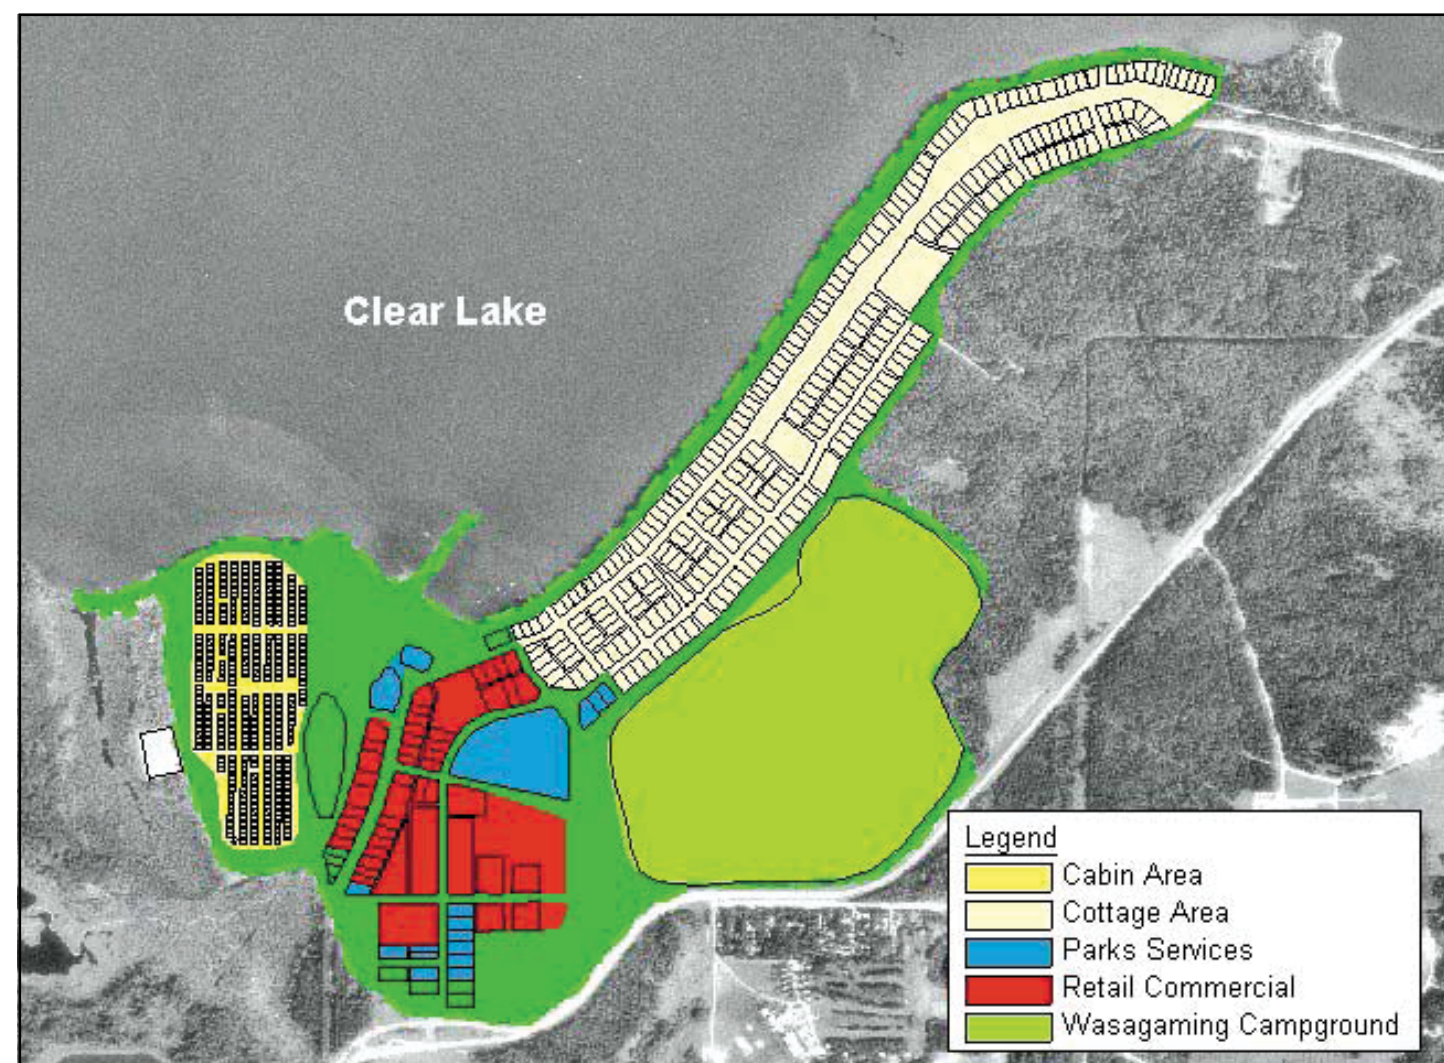 Clear Lake
Legend
Cabin Area
Cottage Area
Parks Services
Retail Commercial
Wasagaming Campground